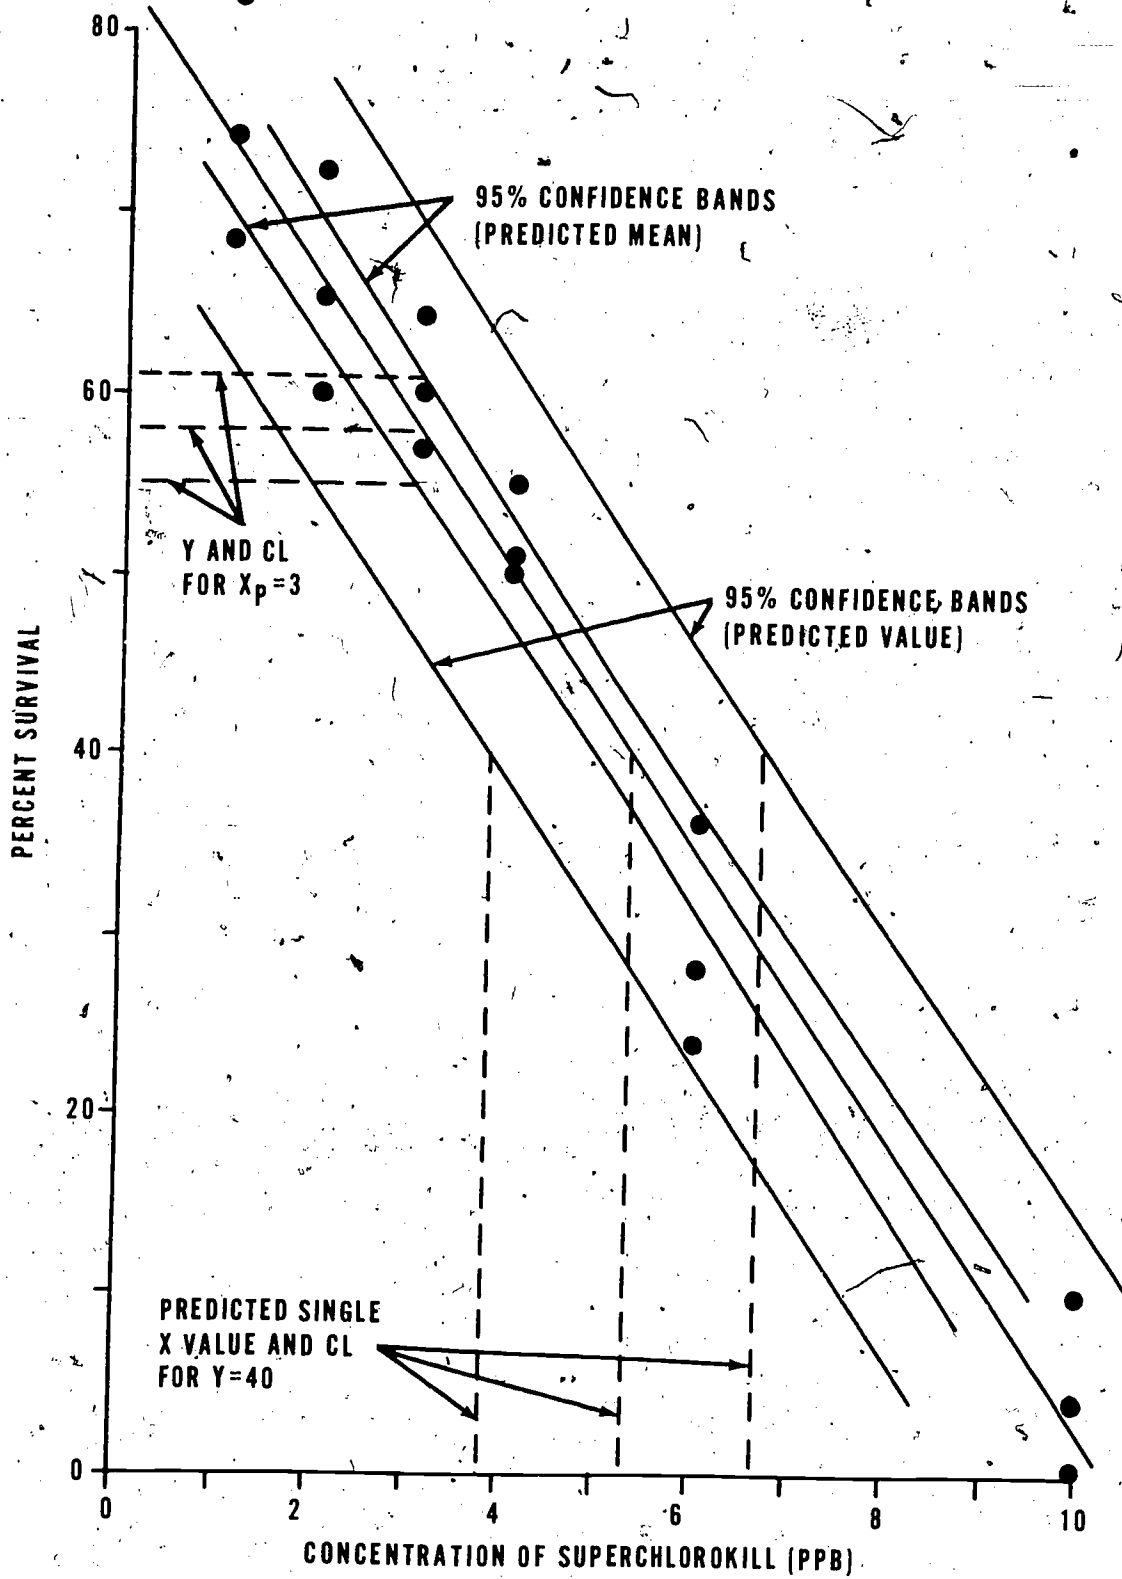 80
95% CONFIDENCE BANDS
(PREDICTED MEAN)
60
Y AND CL
FOR Xp=3
95% CONFIDENCE BANDS
(PREDICTED VALUE)
PERCENT SURVIVAL
40
20
PREDICTED SINGLE
X VALUE AND CL
FOR Y=40
0
0 2 4 6 8 10
CONCENTRATION OF SUPERCHLOROKILL (PPB)